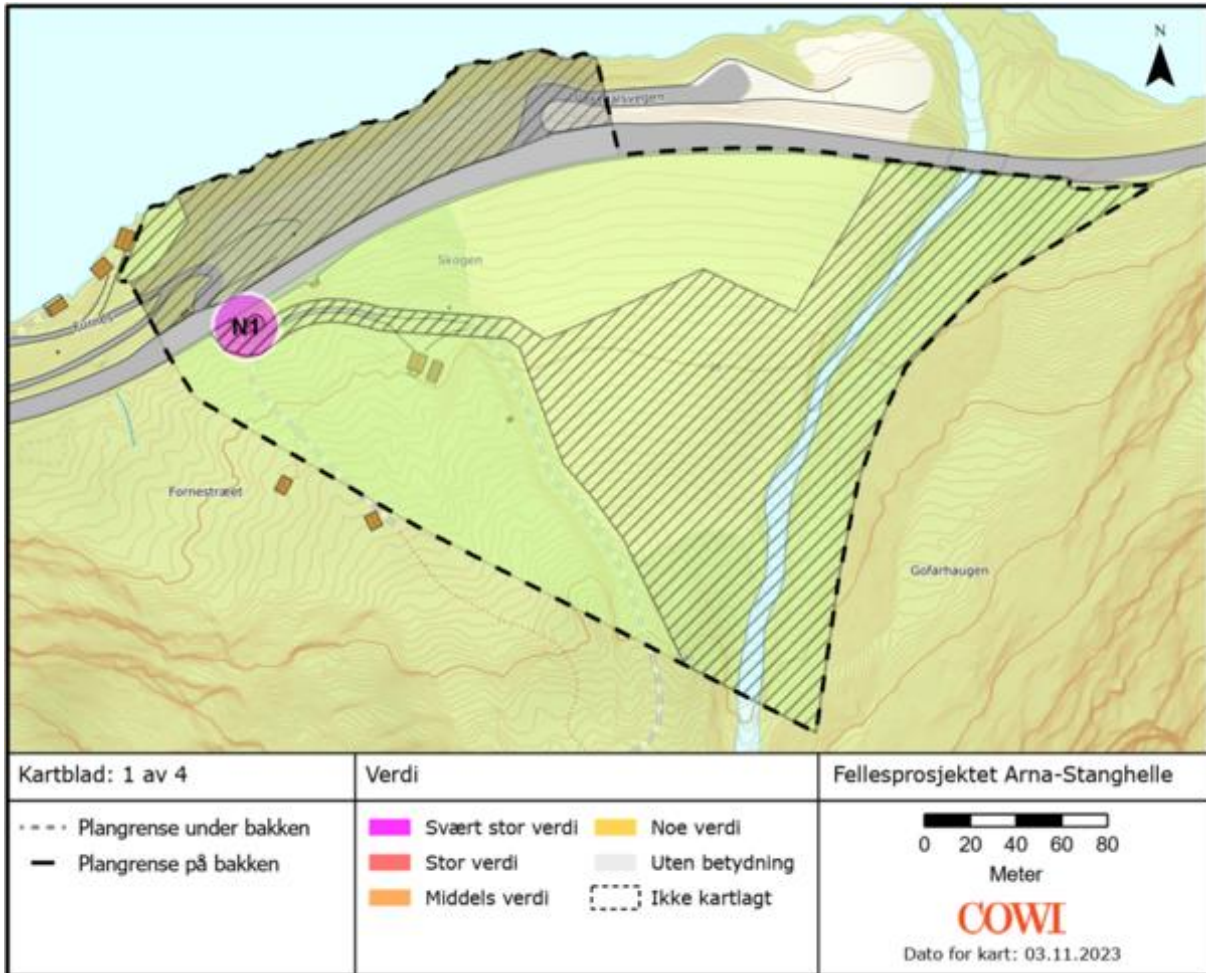 N
Skogen
Fornes
N1
Fornestræet
Gofarhaugen
Kartblad: 1 av 4
Plangrense under bakken
Plangrense på bakken
Verdi
Svært stor verdi
Noe verdi
Stor verdi
Uten betydning
Middels verdi
Ikke kartlagt
Fellesprosjektet Arna-Stanghelle
0 20 40 60 80
Meter
COWI
Dato for kart: 03.11.2023